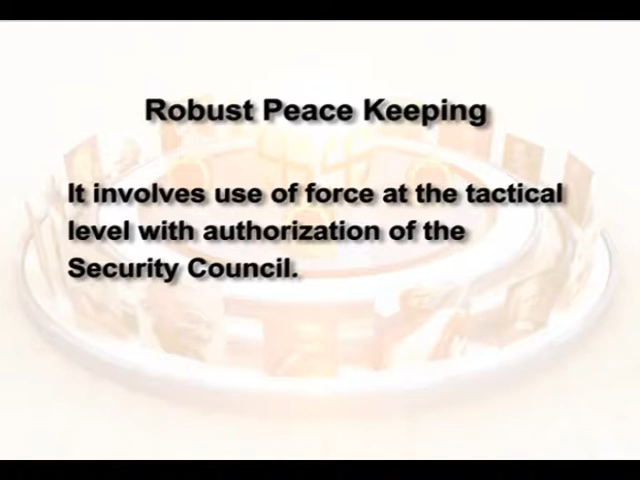 Robust Peace Keeping
It involves use of force at the tactical
level with authorization of the
Security Council.